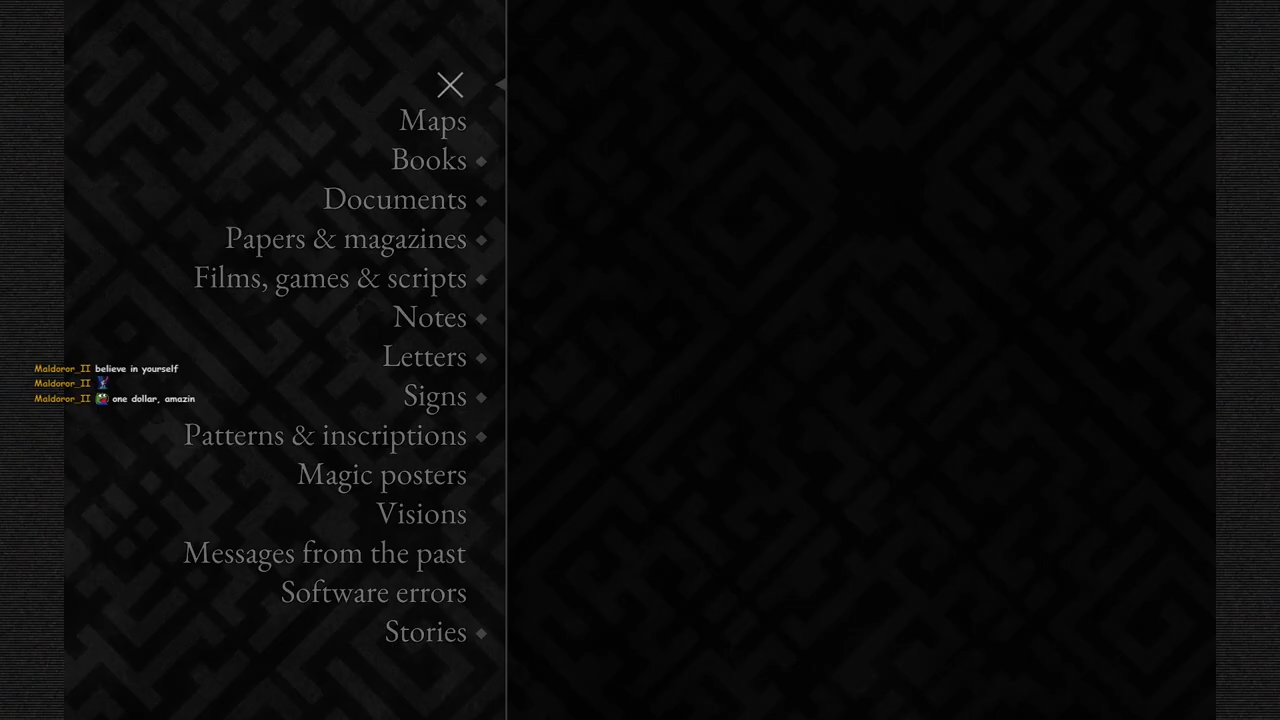 Maps
Books
Documents
Papers & magazines
Films, games & scripts
Notes
Letters
Maldoror_II believe in yourself
Maldoror_II
Maldoror_II one dollar, amazin
Signs
Patterns & inscriptions
Magic posters
Visions
Messages from the past
Software errors
Stories